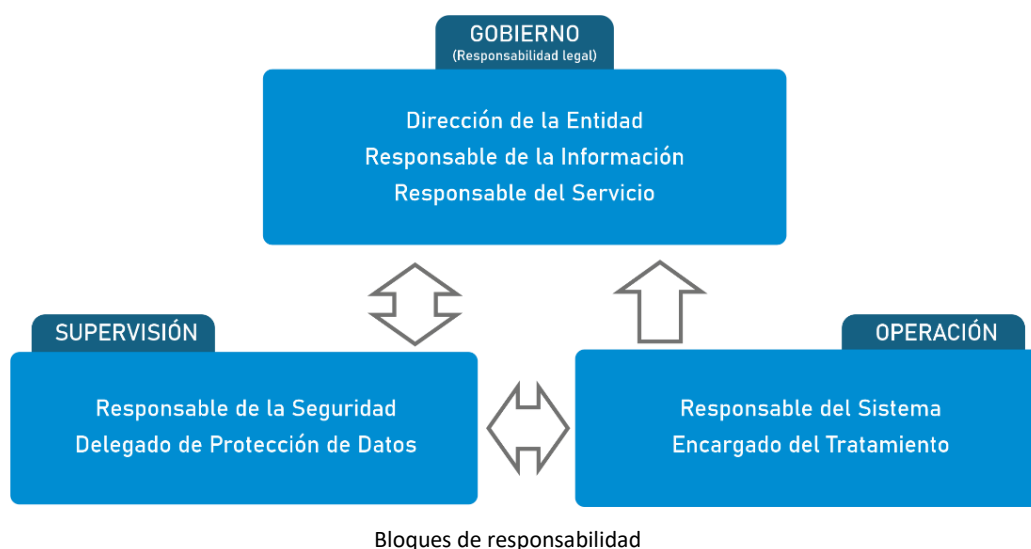 GOBIERNO
(Responsabilidad legal)
Dirección de la Entidad
Responsable de la Información
Responsable del Servicio
SUPERVISIÓN
Responsable de la Seguridad
Delegado de Protección de Datos
OPERACIÓN
Responsable del Sistema
Encargado del Tratamiento
Bloques de responsabilidad